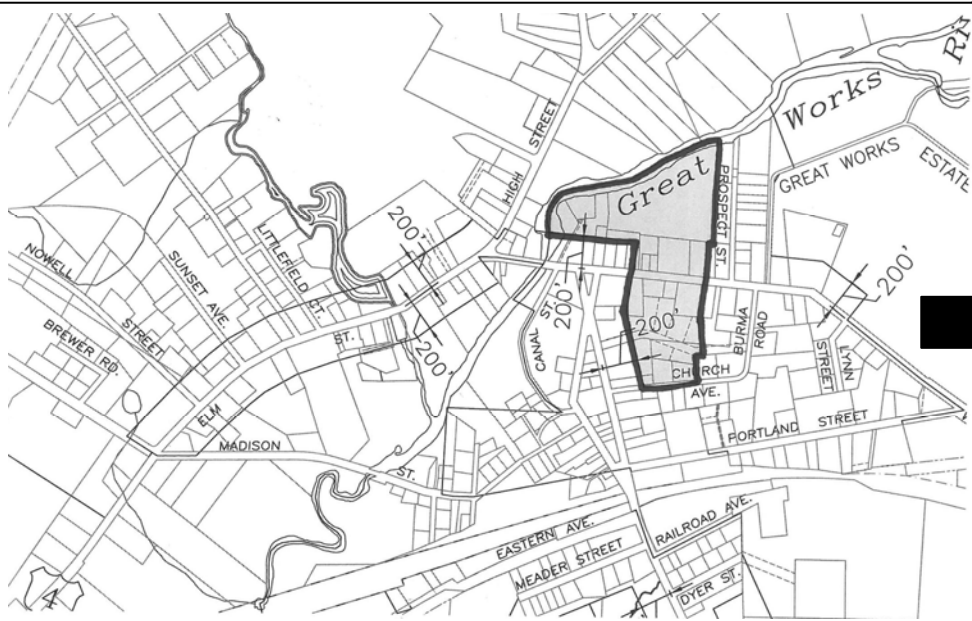 Great
Works
Ri
GREAT WORKS
ESTATE
HIGH
STREET
PROSPECT ST.
200'
200'
200'
200'
200'
NOWELL
STREET
SUNSET AVE.
LITTLEFIELD CT.
BREWER RD.
ELM
ST.
CANAL ST.
BURMA
ROAD
LYNN
STREET
CHURCH
AVE.
MADISON
ST.
PORTLAND STREET
EASTERN AVE.
RAILROAD AVE.
MEADER STREET
DYER ST.
4